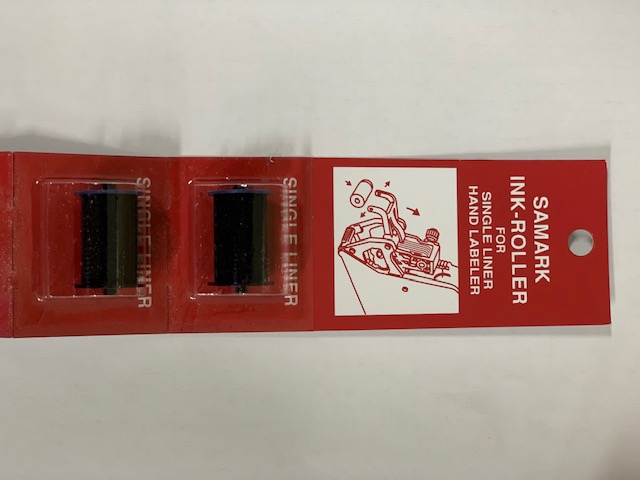 SAMARK
INK-ROLLER
FOR
SINGLE LINER
HAND LABELER
SINGLE LINER
SINGLE LINER